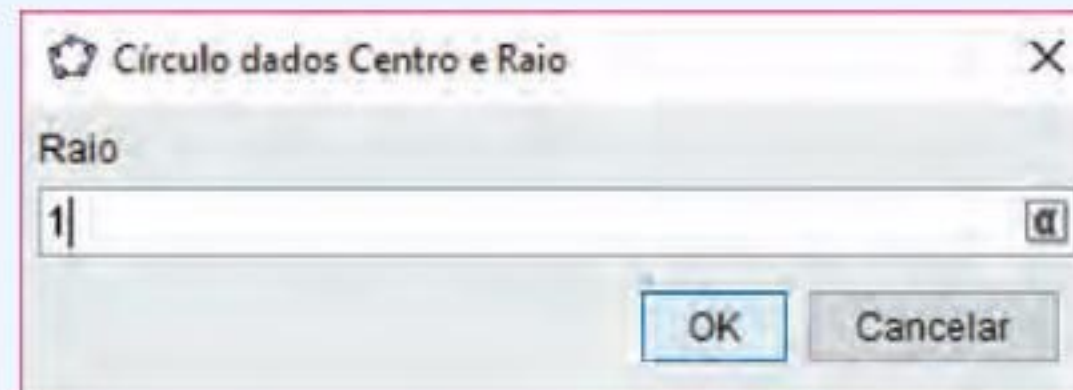 Círculo dados Centro e Raio
Raio
1
α
OK
Cancelar